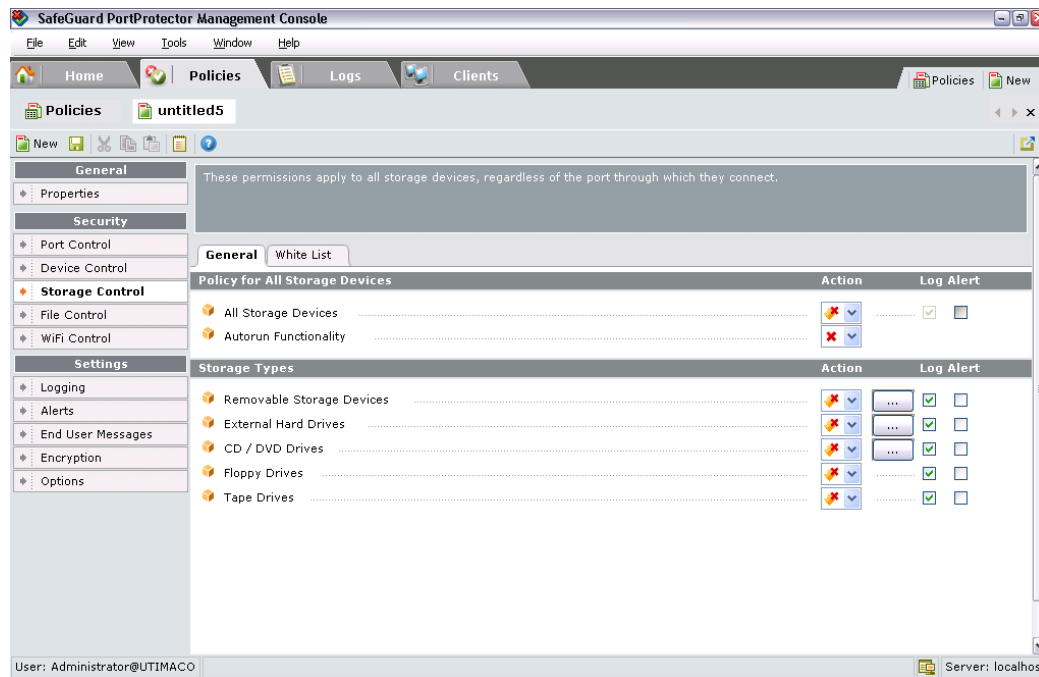 SafeGuard PortProtector Management Console
File Edit View Tools Window Help
Home Policies Logs Clients Policies New
Policies untitled5
New
General
Properties
Security
Port Control
Device Control
Storage Control
File Control
WiFi Control
Settings
Logging
Alerts
End User Messages
Encryption
Options
These permissions apply to all storage devices, regardless of the port through which they connect.
General White List
Policy for All Storage Devices Action Log Alert
All Storage Devices
Autorun Functionality
Storage Types Action Log Alert
Removable Storage Devices ...
External Hard Drives ...
CD / DVD Drives ...
Floppy Drives
Tape Drives
User: Administrator@UTIMACO Server: localhos